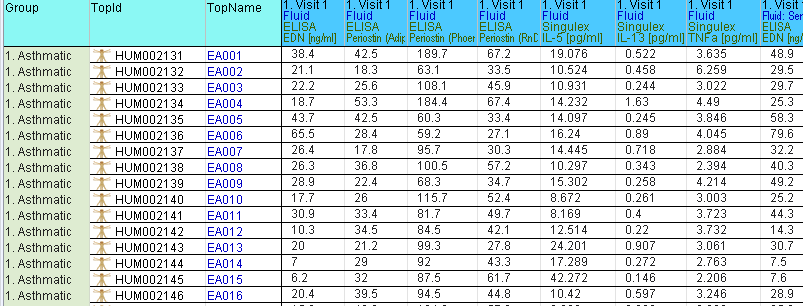 Group TopId TopName 1. Visit 1 1. Visit 1 1. Visit 1 1. Visit 1 1. Visit 1 1. Visit 1 1. Visit 1 1. Visit 1
Fluid Fluid Fluid Fluid Fluid Fluid Fluid Fluid: Ser
ELISA ELISA ELISA ELISA Singulex Singulex Singulex ELISA
EDN [ng/ml] Periostin (Adip Periostin (Phoer Periostin (RnD IL-5 [pg/ml] IL-13 [pg/ml] TNFa [pg/ml] EDN [ng/ml
1. Asthmatic HUM002131 EA001 38.4 42.5 189.7 67.2 19.076 0.522 3.635 48.9
1. Asthmatic HUM002132 EA002 21.1 18.3 63.1 33.5 10.524 0.458 6.259 29.5
1. Asthmatic HUM002133 EA003 22.2 25.6 108.1 45.9 10.931 0.244 3.022 29.7
1. Asthmatic HUM002134 EA004 18.7 53.3 184.4 67.4 14.232 1.63 4.49 25.3
1. Asthmatic HUM002135 EA005 43.7 42.5 60.3 33.4 14.097 0.245 3.846 58.3
1. Asthmatic HUM002136 EA006 65.5 28.4 59.2 27.1 16.24 0.89 4.045 79.6
1. Asthmatic HUM002137 EA007 26.4 17.8 95.7 30.3 14.445 0.718 2.884 32.2
1. Asthmatic HUM002138 EA008 26.3 36.8 100.5 57.2 10.297 0.343 2.394 40.3
1. Asthmatic HUM002139 EA009 28.9 22.4 68.3 34.7 15.302 0.258 4.214 49.2
1. Asthmatic HUM002140 EA010 17.7 26 115.7 52.4 8.672 0.261 3.003 25.2
1. Asthmatic HUM002141 EA011 30.9 33.4 81.7 49.7 8.169 0.4 3.723 44.3
1. Asthmatic HUM002142 EA012 10.3 34.5 84.5 42.1 12.514 0.22 3.732 14.3
1. Asthmatic HUM002143 EA013 20 21.2 99.3 27.8 24.201 0.907 3.061 30.7
1. Asthmatic HUM002144 EA014 7 29 92 43.3 17.289 0.272 2.763 7.5
1. Asthmatic HUM002145 EA015 6.2 32 87.5 61.7 42.272 0.146 2.206 7.6
1. Asthmatic HUM002146 EA016 20.4 39.5 94.5 44.8 10.42 0.597 3.246 28.9